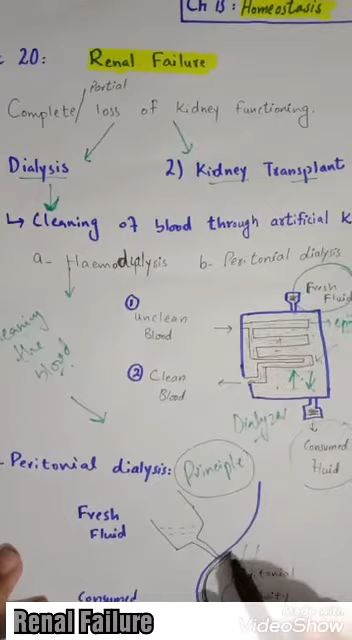 Ch 15: Homeostasis
20: Renal Failure
Partial
Complete/ loss of kidney functioning.
Dialysis 2) Kidney Transplant
↳ Cleaning of blood through artificial K
a- Haemodialysis b- Peritonial dialysis
Fresh
Fluid
① unclean
Blood
the
blood.
② Clean
Blood
Dialyzer
Consumed
Fluid
Peritonial dialysis: Principle
Fresh
Fluid
Consumed
Made with
VideoShow
Renal Failure